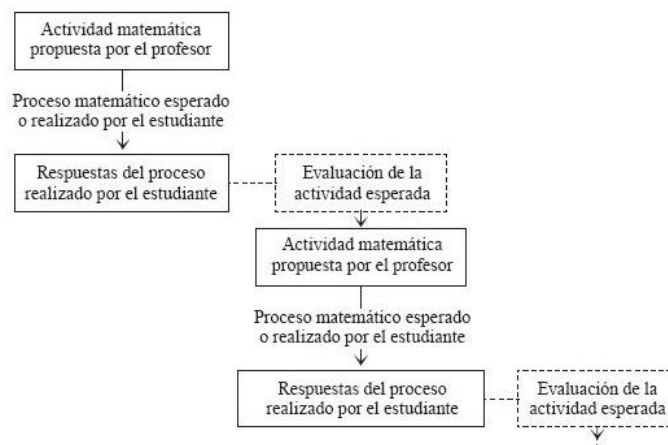 Actividad matemática
propuesta por el profesor
Proceso matemático esperado
o realizado por el estudiante
Respuestas del proceso
realizado por el estudiante
Evaluación de la
actividad esperada
Actividad matemática
propuesta por el profesor
Proceso matemático esperado
o realizado por el estudiante
Respuestas del proceso
realizado por el estudiante
Evaluación de la
actividad esperada